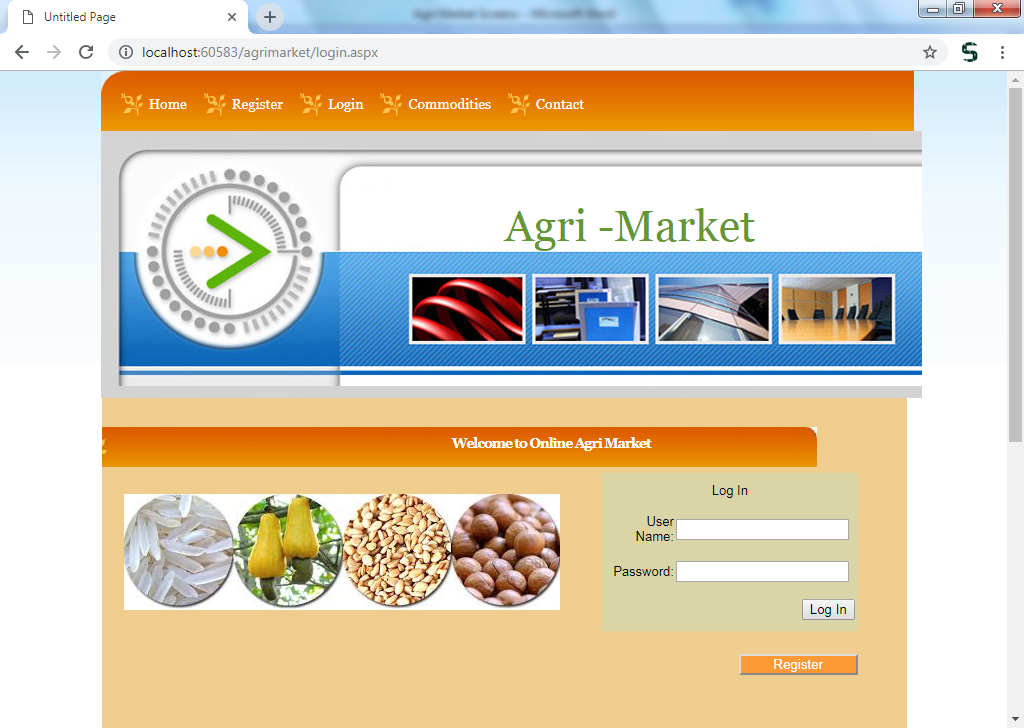 Agri Market Screens - Microsoft Word
Untitled Page
localhost:60583/agrimarket/login.aspx
Home Register Login Commodities Contact
Agri -Market
Welcome to Online Agri Market
Log In
User
Name:
Password:
Log In
Register